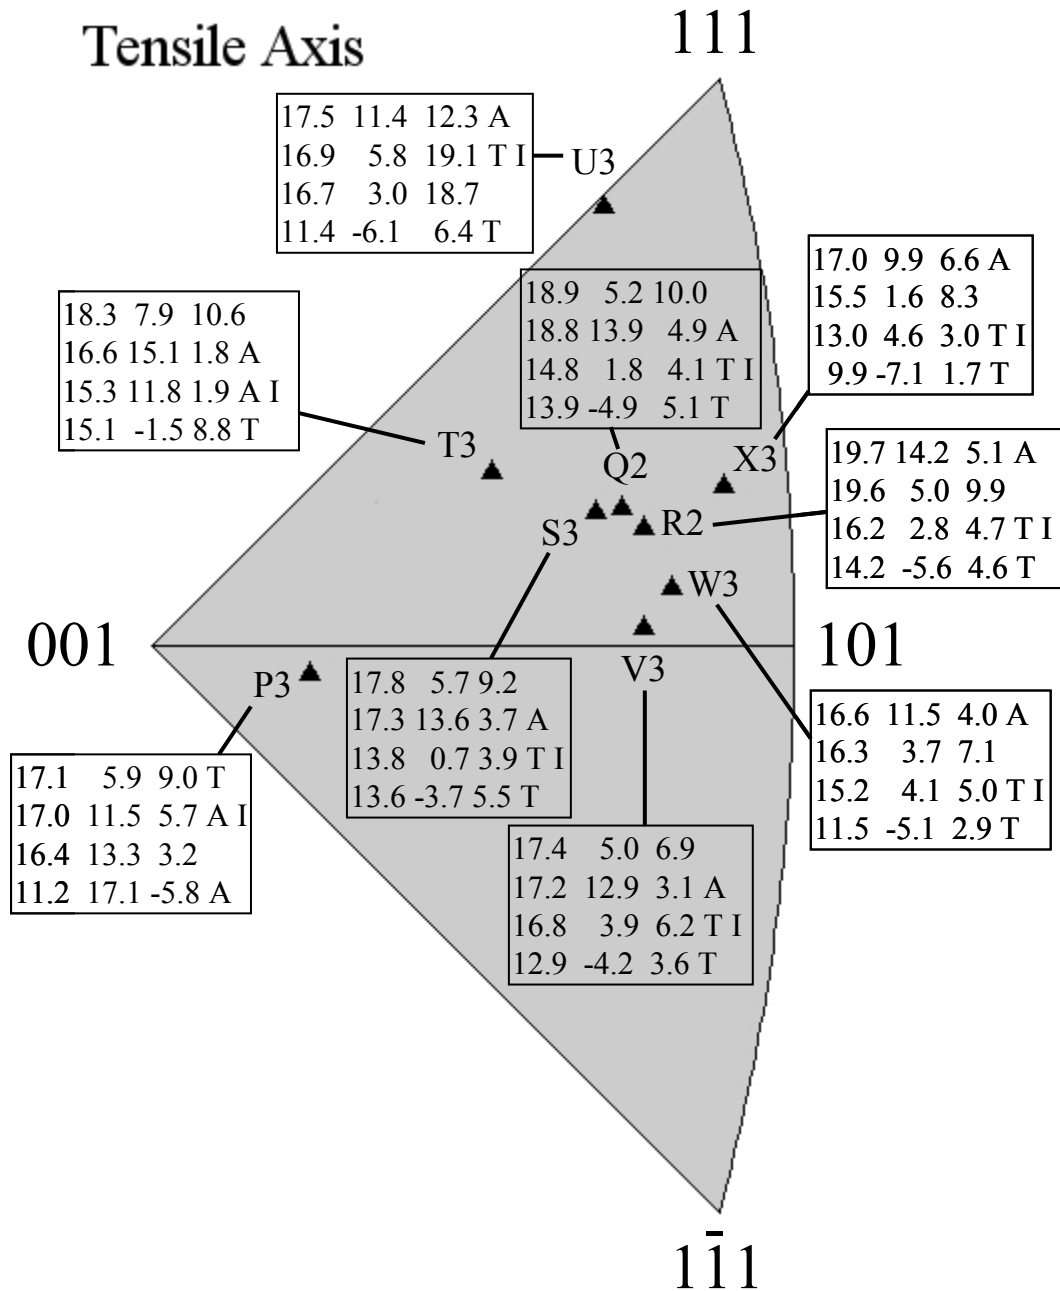 Tensile Axis
111
17.5 11.4 12.3 A
16.9 5.8 19.1 T I
16.7 3.0 18.7
11.4 -6.1 6.4 T
U3
17.0 9.9 6.6 A
15.5 1.6 8.3
13.0 4.6 3.0 T I
9.9 -7.1 1.7 T
18.9 5.2 10.0
18.8 13.9 4.9 A
14.8 1.8 4.1 T I
13.9 -4.9 5.1 T
18.3 7.9 10.6
16.6 15.1 1.8 A
15.3 11.8 1.9 A I
15.1 -1.5 8.8 T
T3
Q2
X3
19.7 14.2 5.1 A
19.6 5.0 9.9
16.2 2.8 4.7 T I
14.2 -5.6 4.6 T
S3
R2
W3
001
101
P3
V3
17.8 5.7 9.2
17.3 13.6 3.7 A
13.8 0.7 3.9 T I
13.6 -3.7 5.5 T
16.6 11.5 4.0 A
16.3 3.7 7.1
15.2 4.1 5.0 T I
11.5 -5.1 2.9 T
17.1 5.9 9.0 T
17.0 11.5 5.7 A I
16.4 13.3 3.2
11.2 17.1 -5.8 A
17.4 5.0 6.9
17.2 12.9 3.1 A
16.8 3.9 6.2 T I
12.9 -4.2 3.6 T
11̄1